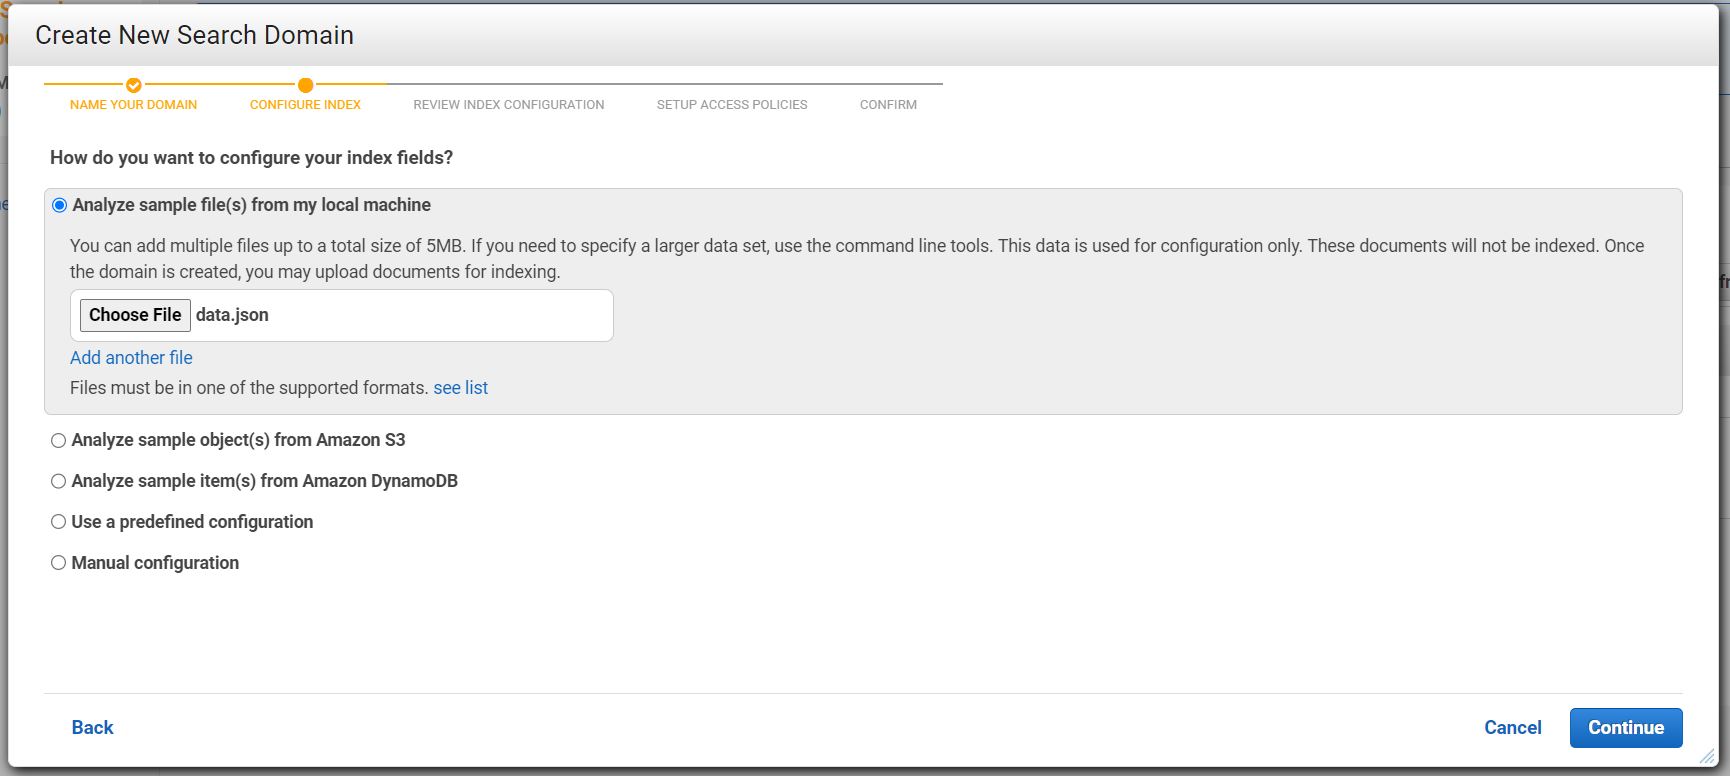 Create New Search Domain
NAME YOUR DOMAIN CONFIGURE INDEX REVIEW INDEX CONFIGURATION SETUP ACCESS POLICIES CONFIRM
How do you want to configure your index fields?
Analyze sample file(s) from my local machine
You can add multiple files up to a total size of 5MB. If you need to specify a larger data set, use the command line tools. This data is used for configuration only. These documents will not be indexed. Once
the domain is created, you may upload documents for indexing.
Choose File data.json
Add another file
Files must be in one of the supported formats. see list
Analyze sample object(s) from Amazon S3
Analyze sample item(s) from Amazon DynamoDB
Use a predefined configuration
Manual configuration
Back Cancel Continue